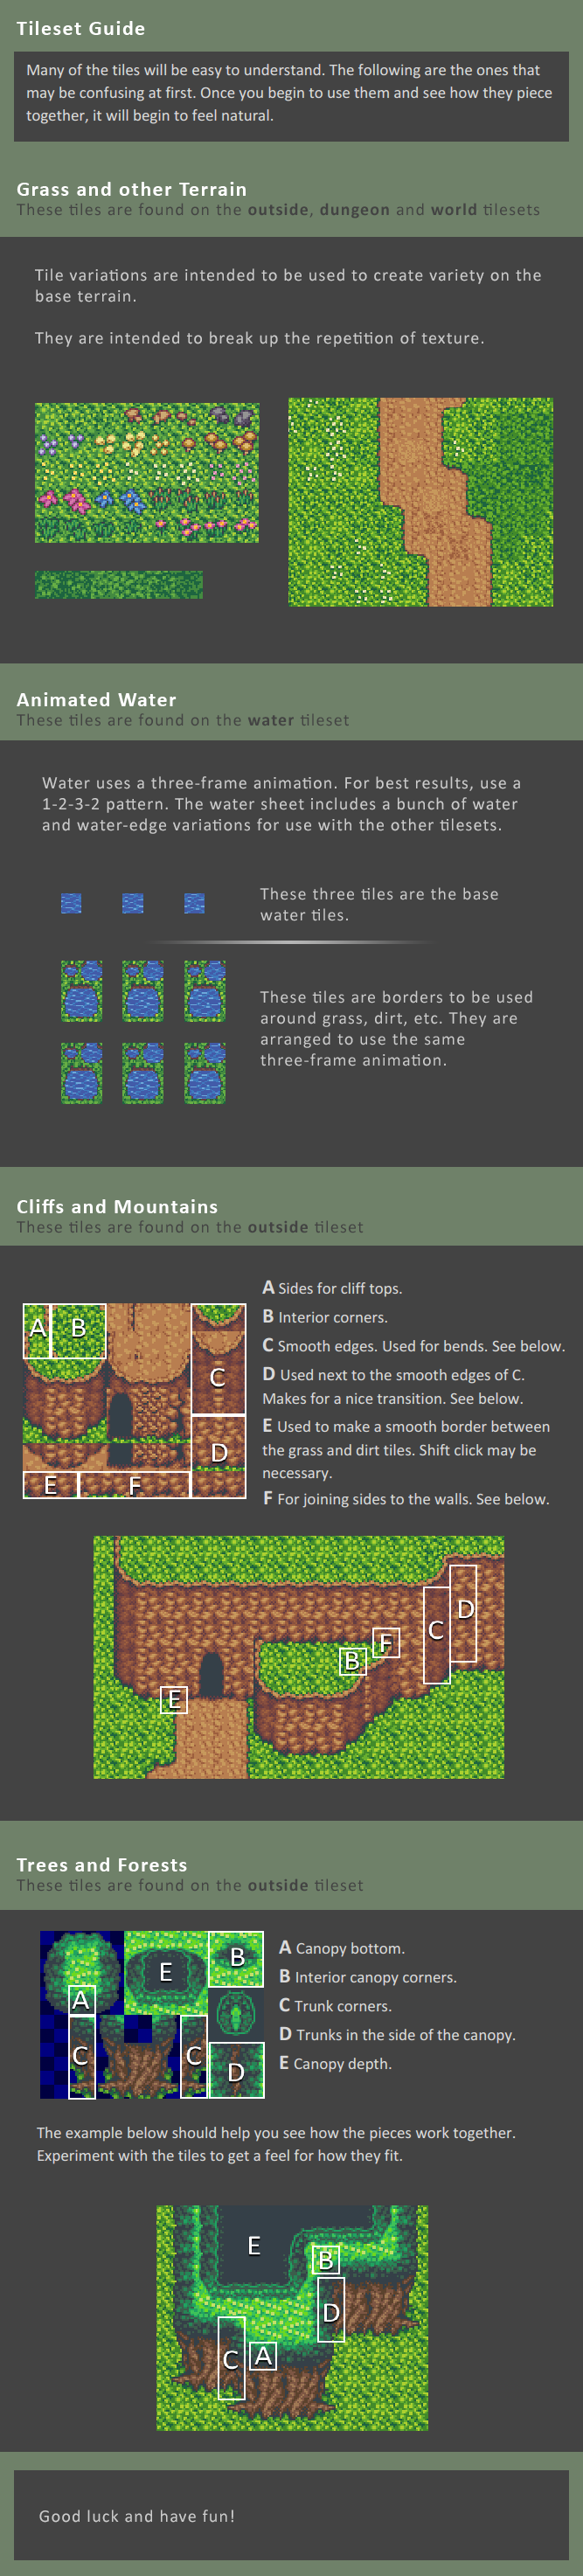 Tileset Guide
Many of the tiles will be easy to understand. The following are the ones that
may be confusing at first. Once you begin to use them and see how they piece
together, it will begin to feel natural.
Grass and other Terrain
These tiles are found on the outside, dungeon and world tilesets
Tile variations are intended to be used to create variety on the
base terrain.
They are intended to break up the repetition of texture.
Animated Water
These tiles are found on the water tileset
Water uses a three-frame animation. For best results, use a
1-2-3-2 pattern. The water sheet includes a bunch of water
and water-edge variations for use with the other tilesets.
These three tiles are the base
water tiles.
These tiles are borders to be used
around grass, dirt, etc. They are
arranged to use the same
three-frame animation.
Cliffs and Mountains
These tiles are found on the outside tileset
A B
C
D
E F
A Sides for cliff tops.
B Interior corners.
C Smooth edges. Used for bends. See below.
D Used next to the smooth edges of C.
Makes for a nice transition. See below.
E Used to make a smooth border between
the grass and dirt tiles. Shift click may be
necessary.
F For joining sides to the walls. See below.
D
C
F
B
E
Trees and Forests
These tiles are found on the outside tileset
B
E
A
C C
D
A Canopy bottom.
B Interior canopy corners.
C Trunk corners.
D Trunks in the side of the canopy.
E Canopy depth.
The example below should help you see how the pieces work together.
Experiment with the tiles to get a feel for how they fit.
E
B
D
C A
Good luck and have fun!